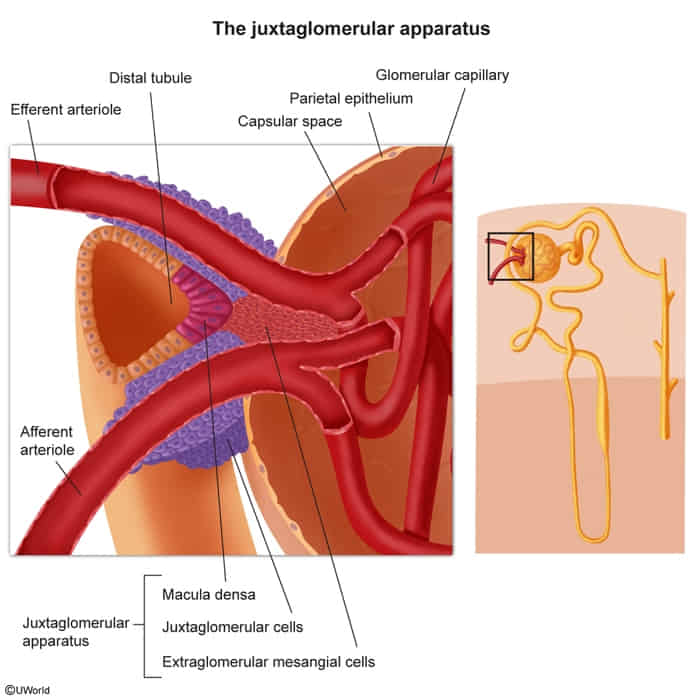 The juxtaglomerular apparatus
Glomerular capillary
Distal tubule
Parietal epithelium
Efferent arteriole
Capsular space
Afferent
arteriole
Juxtaglomerular
apparatus
Macula densa
Juxtaglomerular cells
Extraglomerular mesangial cells
©UWorld